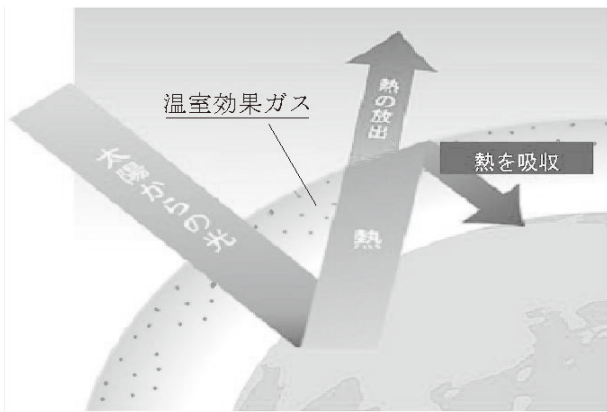 温室効果ガス
熱の放出
熱を吸収
太陽からの光
熱